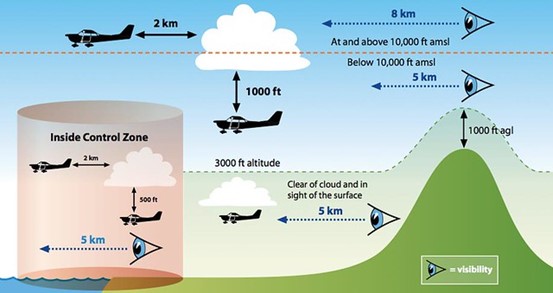 2 km
8 km
At and above 10,000 ft amsl
Below 10,000 ft amsl
5 km
1000 ft
1000 ft agl
Inside Control Zone
2 km
500 ft
5 km
3000 ft altitude
Clear of cloud and in
sight of the surface
5 km
= visibility